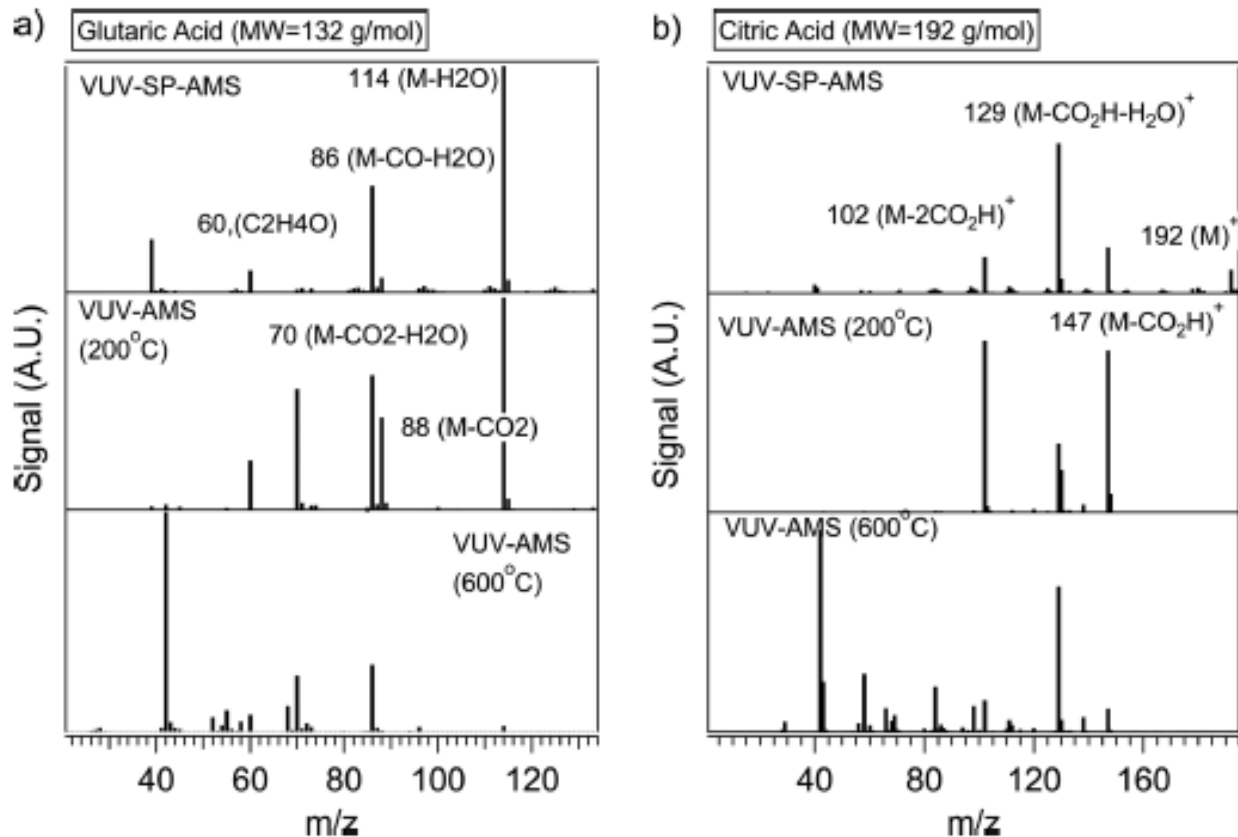 a)
Glutaric Acid (MW=132 g/mol)
VUV-SP-AMS
114 (M-H2O)
86 (M-CO-H2O)
60,(C2H4O)
VUV-AMS
(200°C)
70 (M-CO2-H2O)
88 (M-CO2)
VUV-AMS
(600°C)
Signal (A.U.)
40 60 80 100 120
m/z
b)
Citric Acid (MW=192 g/mol)
VUV-SP-AMS
129 (M-CO₂H-H₂O)⁺
102 (M-2CO₂H)⁺
192 (M)⁺
VUV-AMS (200°C)
147 (M-CO₂H)⁺
VUV-AMS (600°C)
Signal (A.U.)
40 80 120 160
m/z